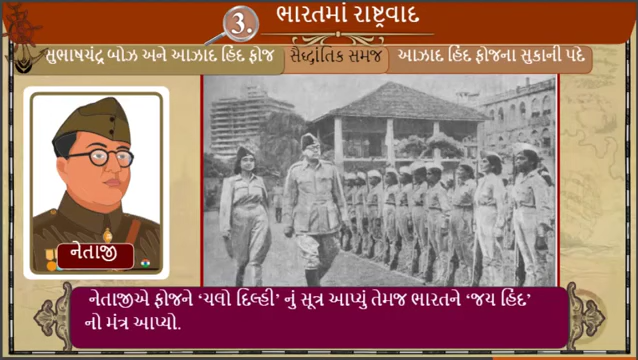 3.
ભારતમાં રાષ્ટ્રવાદ
સુભાષચંદ્ર બોઝ અને આઝાદ હિંદ ફોજ
સૈદ્ધાંતિક સમજ
આઝાદ હિંદ ફોજના સુકાની પદે
નેતાજી
નેતાજીએ ફોજને ‘ચલો દિલ્હી’ નું સૂત્ર આપ્યું તેમજ ભારતને ‘જય હિંદ’
નો મંત્ર આપ્યો.